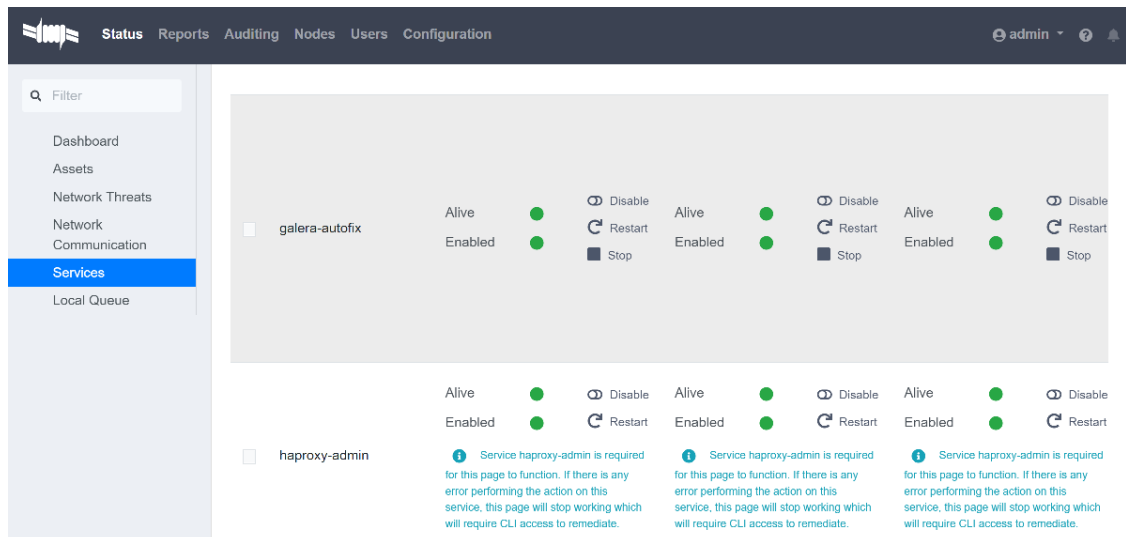 Status Reports Auditing Nodes Users Configuration admin
Filter
Dashboard
Assets
Network Threats
Network
Communication
Services
Local Queue
galera-autofix
Alive
Enabled
Disable
Restart
Stop
Alive
Enabled
Disable
Restart
Stop
Alive
Enabled
Disable
Restart
Stop
haproxy-admin
Alive
Enabled
Disable
Restart
Service haproxy-admin is required
for this page to function. If there is any
error performing the action on this
service, this page will stop working which
will require CLI access to remediate.
Alive
Enabled
Disable
Restart
Service haproxy-admin is required
for this page to function. If there is any
error performing the action on this
service, this page will stop working which
will require CLI access to remediate.
Alive
Enabled
Disable
Restart
Service haproxy-admin is required
for this page to function. If there is any
error performing the action on this
service, this page will stop working which
will require CLI access to remediate.